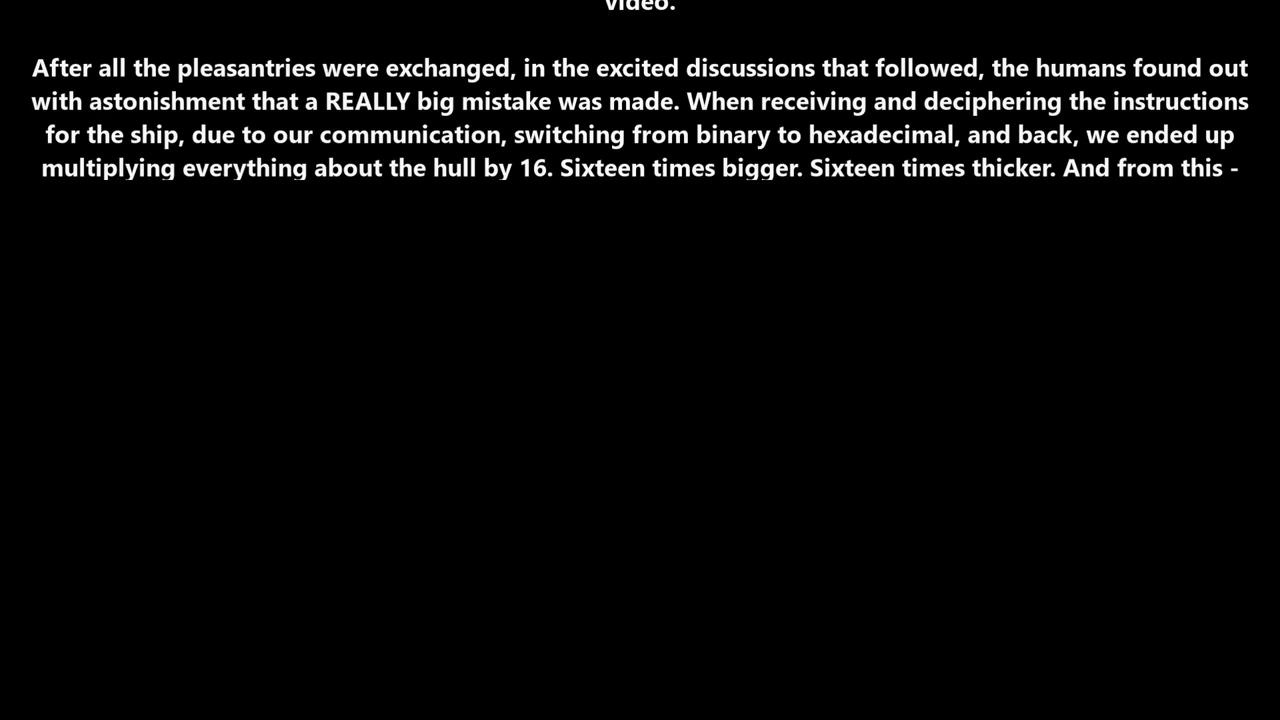 video.
After all the pleasantries were exchanged, in the excited discussions that followed, the humans found out
with astonishment that a REALLY big mistake was made. When receiving and deciphering the instructions
for the ship, due to our communication, switching from binary to hexadecimal, and back, we ended up
multiplying everything about the hull by 16. Sixteen times bigger. Sixteen times thicker. And from this -